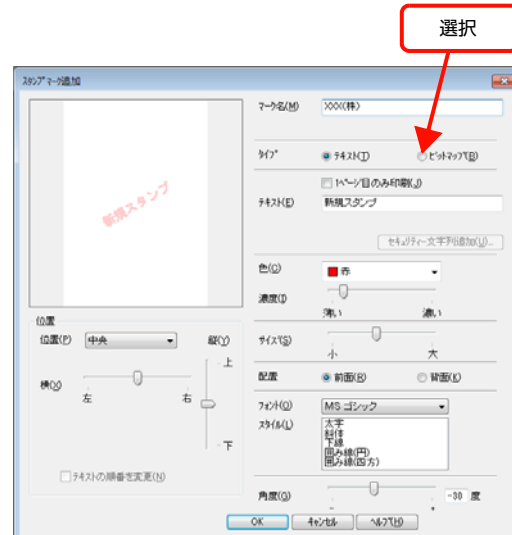 選択
スタンプマーク追加
マーク名(M) XXX(株)
タイプ テキスト(T) ビットマップ(B)
1ページ目のみ印刷(J)
テキスト(E) 新規スタンプ
セキュリティー文字列追加(U)...
新規スタンプ
色(C) 赤
濃度(I)
薄い 濃い
位置
位置(P) 中央 縦(Y)
サイズ(S)
小 大
上
横(X)
左 右
配置 前面(R) 背面(K)
フォント(O) MS ゴシック
スタイル(L) 太字
斜体
下線
囲み線(円)
囲み線(四方)
下
テキストの順番を変更(N)
角度(G) -30 度
- +
OK キャンセル ヘルプ(H)